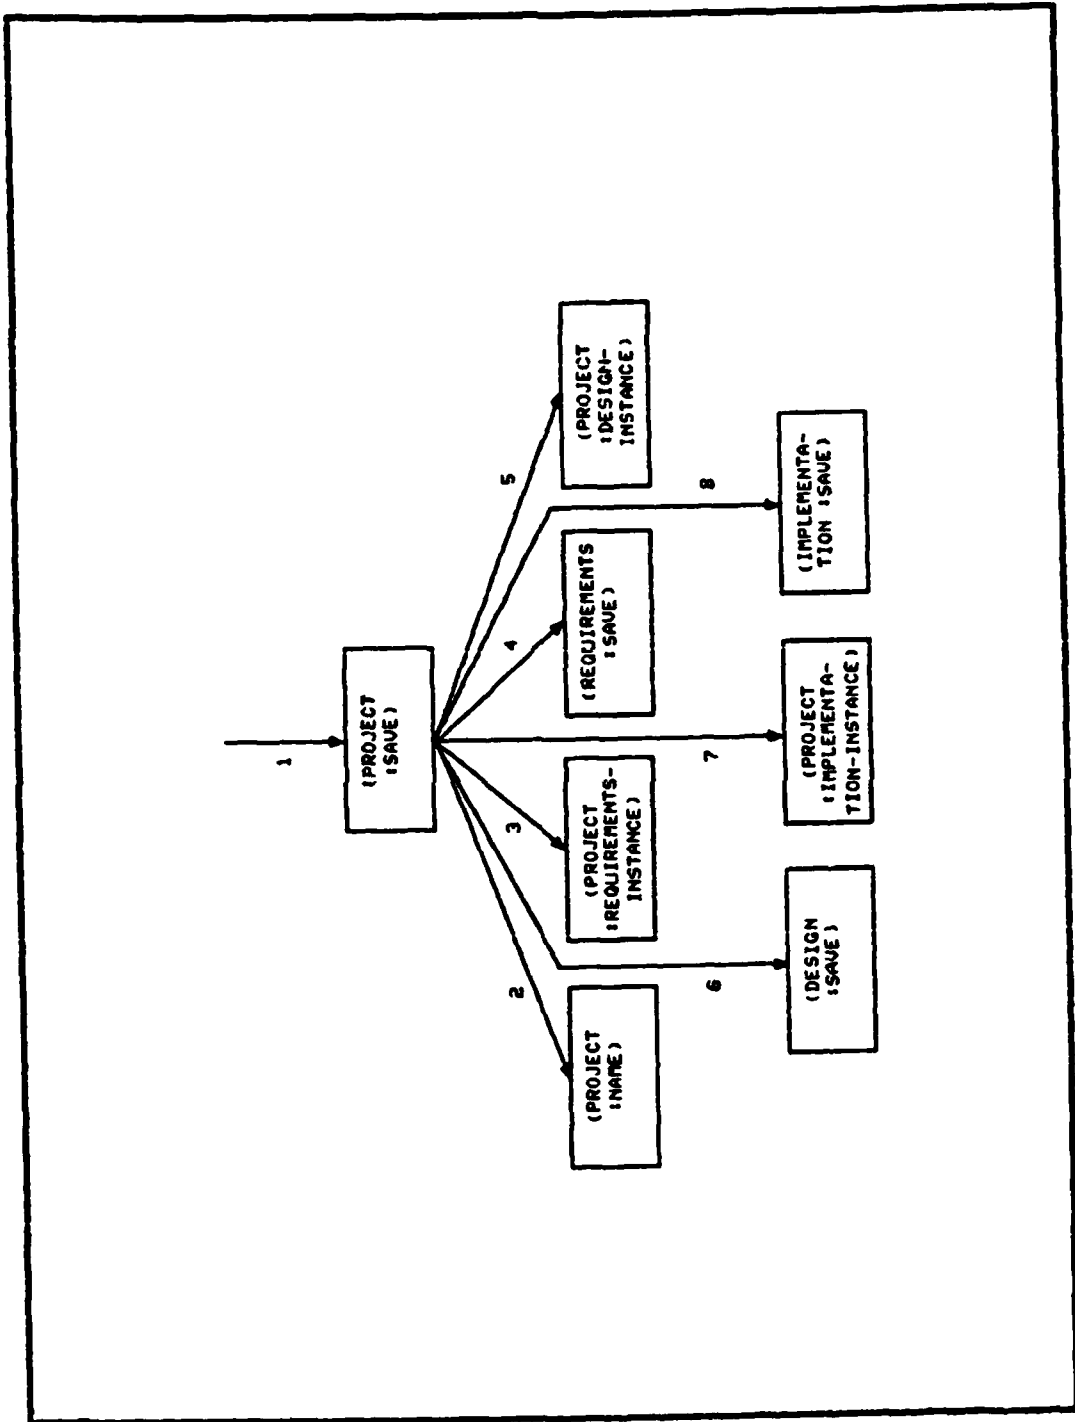 1
(PROJECT
:SAVE)
2
3
4
5
(PROJECT
:NAME)
(PROJECT
:REQUIREMENTS-
INSTANCE)
(REQUIREMENTS
:SAVE)
(PROJECT
:DESIGN-
INSTANCE)
6
7
8
(DESIGN
:SAVE)
(PROJECT
:IMPLEMENTA-
TION-INSTANCE)
(IMPLEMENTA-
TION :SAVE)